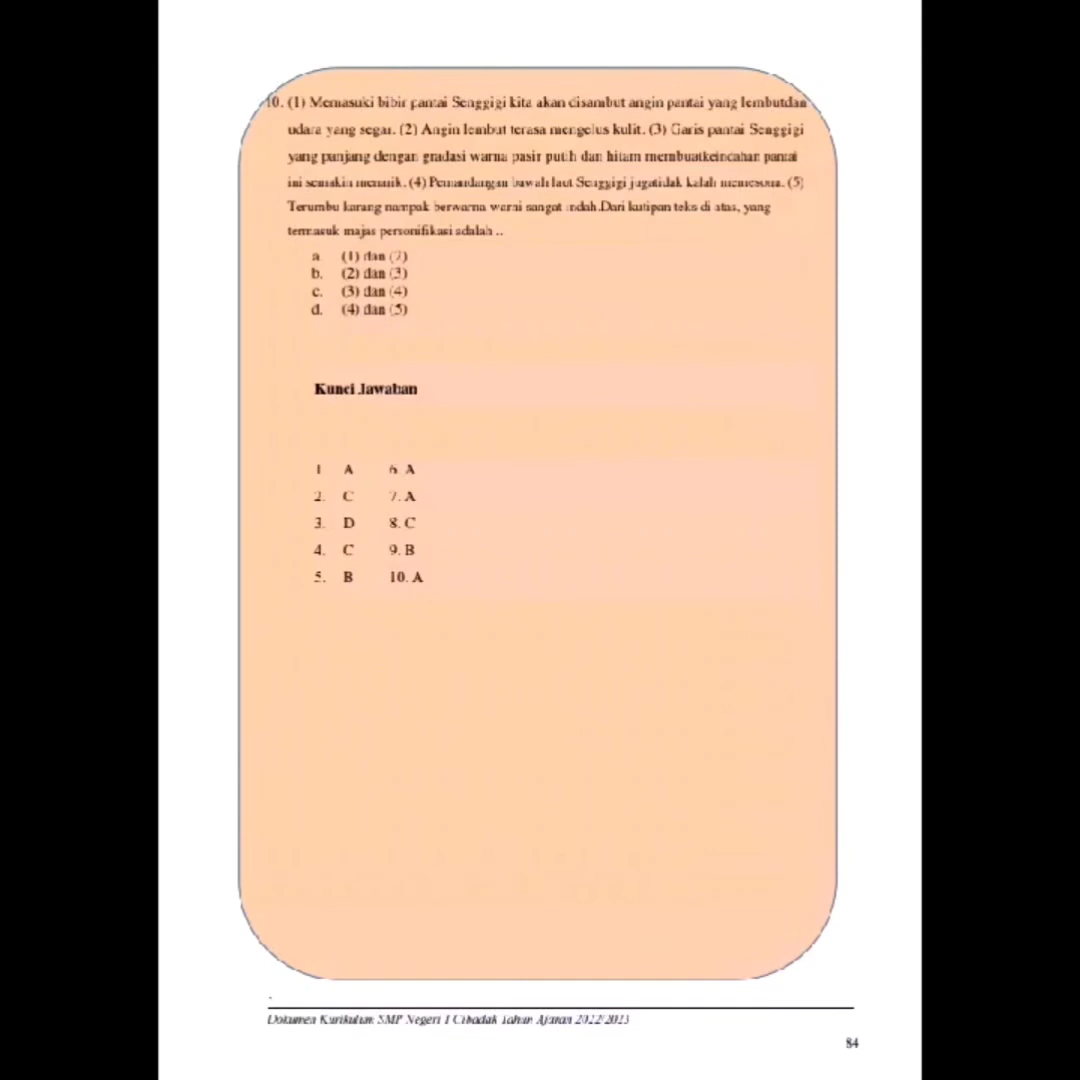 10. (1) Memasuki bibir pantai Senggigi kita akan disambut angin pantai yang lembutdan
udara yang segar. (2) Angin lembut terasa mengelus kulit. (3) Garis pantai Senggigi
yang panjang dengan gradasi warna pasir putih dan hitam membuatkeindahan pantai
ini semakin menarik. (4) Pemandangan bawah laut Senggigi jugatidak kalah memesona. (5)
Terumbu karang nampak berwarna warni sangat indah.Dari kutipan teks di atas, yang
termasuk majas personifikasi adalah ..
a. (1) dan (2)
b. (2) dan (3)
c. (3) dan (4)
d. (4) dan (5)
Kunci Jawaban
1. A 6. A
2. C 7. A
3. D 8. C
4. C 9. B
5. B 10. A
Dokumen Kurikulum SMP Negeri 1 Cibadak Tahun Ajaran 2022/2023
84